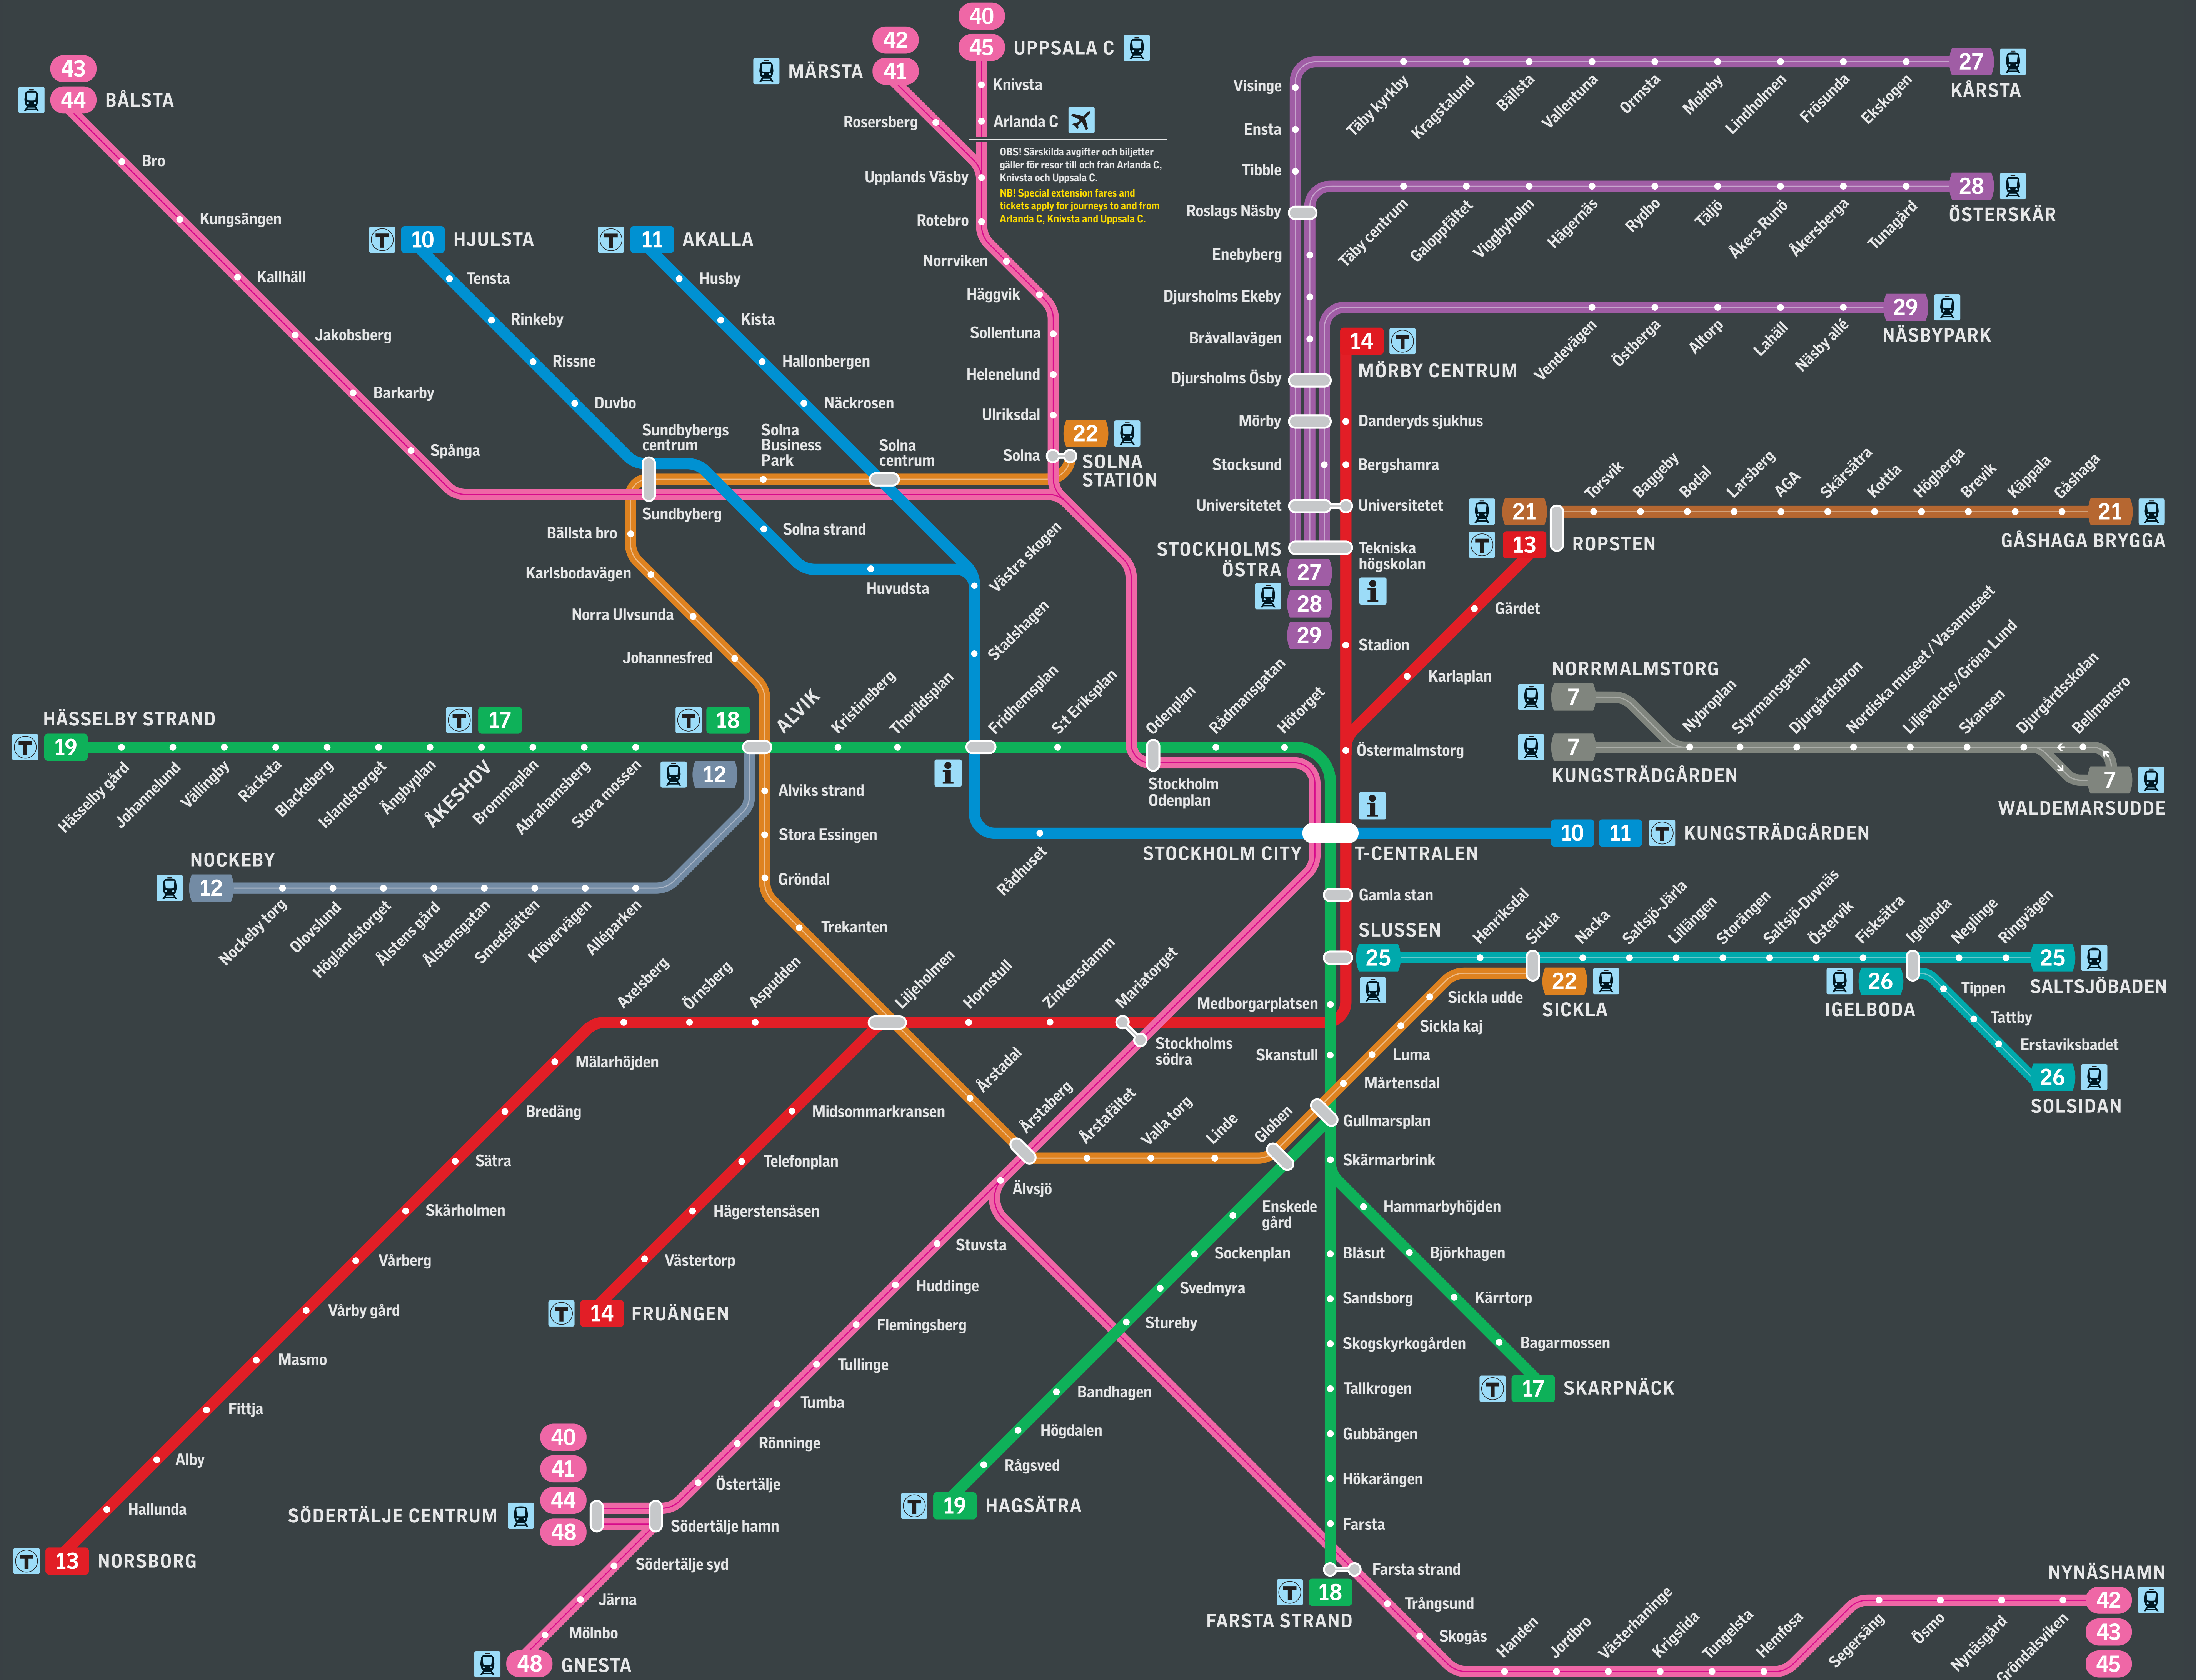 43
44
BÅLSTA
Bro
Kungsängen
Kallhäll
Jakobsberg
Barkarby
Spånga
42
41
MÄRSTA
Rosersberg
40
45
UPPSALA C
Knivsta
Arlanda C
OBS! Särskilda avgifter och biljetter
gäller för resor till och från Arlanda C,
Knivsta och Uppsala C.
NB! Special extension fares and
tickets apply for journeys to and from
Arlanda C, Knivsta and Uppsala C.
Upplands Väsby
Rotebro
Norrviken
Häggvik
Sollentuna
Helenelund
Ulriksdal
Solna
22
SOLNA
STATION
T
10
HJULSTA
Tensta
Rinkeby
Rissne
Duvbo
Sundbybergs
centrum
T
11
AKALLA
Husby
Kista
Hallonbergen
Näckrosen
Solna
Business
Park
Solna
centrum
Sundbyberg
Solna strand
Huvudsta
Västra skogen
Stadshagen
Bällsta bro
Karlsbodavägen
Norra Ulvsunda
Johannesfred
Visinge
Ensta
Tibble
Roslags Näsby
Enebyberg
Djursholms Ekeby
Bråvallavägen
Djursholms Ösby
Mörby
Stocksund
Universitetet
STOCKHOLMS
ÖSTRA
27
28
29
Täby kyrkby
Kragstalund
Bällsta
Vallentuna
Ormsta
Molnby
Lindholmen
Frösunda
Ekskogen
27
KÅRSTA
Täby centrum
Galoppfältet
Viggbyholm
Hägernäs
Rydbo
Täljö
Åkers Runö
Åkersberga
Tunagård
28
ÖSTERSKÄR
Vendevägen
Östberga
Altorp
Lahäll
Näsby allé
29
NÄSBYPARK
14
T
MÖRBY CENTRUM
Danderyds sjukhus
Bergshamra
Universitetet
Tekniska
högskolan
i
Stadion
21
T
13
ROPSTEN
Torsvik
Baggeby
Bodal
Larsberg
AGA
Skärsätra
Kottla
Högberga
Brevik
Käppala
Gåshaga
21
GÅSHAGA BRYGGA
Gärdet
Karlaplan
Östermalmstorg
NORRMALMSTORG
7
7
KUNGSTRÄDGÅRDEN
Nybroplan
Styrmansgatan
Djurgårdsbron
Nordiska museet / Vasamuseet
Liljevalchs / Gröna Lund
Skansen
Djurgårdsskolan
Bellmansro
7
WALDEMARSUDDE
HÄSSELBY STRAND
T
19
Hässelby gård
Johannelund
Vällingby
Råcksta
Blackeberg
Islandstorget
Ängbyplan
T
17
ÅKESHOV
Brommaplan
Abrahamsberg
Stora mossen
T
18
ALVIK
12
Kristineberg
Thorildsplan
Fridhemsplan
i
S:t Eriksplan
Odenplan
Stockholm
Odenplan
Rådmansgatan
Hötorget
Alviks strand
Stora Essingen
Gröndal
Trekanten
NOCKEBY
12
Nockeby torg
Olovslund
Höglandstorget
Ålstens gård
Ålstensgatan
Smedslätten
Klövervägen
Alléparken
Rådhuset
i
STOCKHOLM CITY
T-CENTRALEN
10
11
T
KUNGSTRÄDGÅRDEN
Gamla stan
SLUSSEN
25
Henriksdal
Sickla
Nacka
Saltsjö-Järla
Lillängen
Storängen
Saltsjö-Duvnäs
Östervik
Fisksätra
Igelboda
Neglinge
Ringvägen
25
SALTSJÖBADEN
22
SICKLA
26
IGELBODA
Tippen
Tattby
Erstaviksbadet
26
SOLSIDAN
Axelsberg
Örnsberg
Aspudden
Liljeholmen
Hornstull
Zinkensdamm
Mariatorget
Stockholms
södra
Medborgarplatsen
Skanstull
Sickla udde
Sickla kaj
Luma
Mårtensdal
Gullmarsplan
Årstadal
Årstaberg
Årstafältet
Valla torg
Linde
Globen
Mälarhöjden
Bredäng
Sätra
Skärholmen
Vårberg
Vårby gård
Masmo
Fittja
Alby
Hallunda
T
13
NORSBORG
Midsommarkransen
Telefonplan
Hägerstensåsen
Västertorp
T
14
FRUÄNGEN
Älvsjö
Stuvsta
Huddinge
Flemingsberg
Tullinge
Tumba
Rönninge
Östertälje
40
41
44
48
SÖDERTÄLJE CENTRUM
Södertälje hamn
Södertälje syd
Järna
Mölnbo
48
GNESTA
Enskede
gård
Sockenplan
Svedmyra
Stureby
Bandhagen
Högdalen
Rågsved
T
19
HAGSÄTRA
Skärmarbrink
Hammarbyhöjden
Björkhagen
Kärrtorp
Bagarmossen
T
17
SKARPNÄCK
Blåsut
Sandsborg
Skogskyrkogården
Tallkrogen
Gubbängen
Hökarängen
Farsta
Farsta strand
T
18
FARSTA STRAND
Trångsund
Skogås
Handen
Jordbro
Västerhaninge
Krigslida
Tungelsta
Hemfosa
Segersäng
Ösmo
Nynäsgård
Gröndalsviken
NYNÄSHAMN
42
43
45